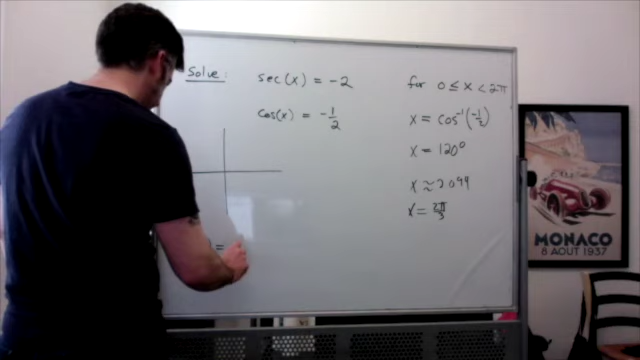 Solve: sec(x) = -2 for 0 ≤ x < 2π
cos(x) = -1/2
x = cos⁻¹(-1/2)
x = 120°
x ≈ 2.094
x = 2π/3
=
MONACO
8 AOUT 1937